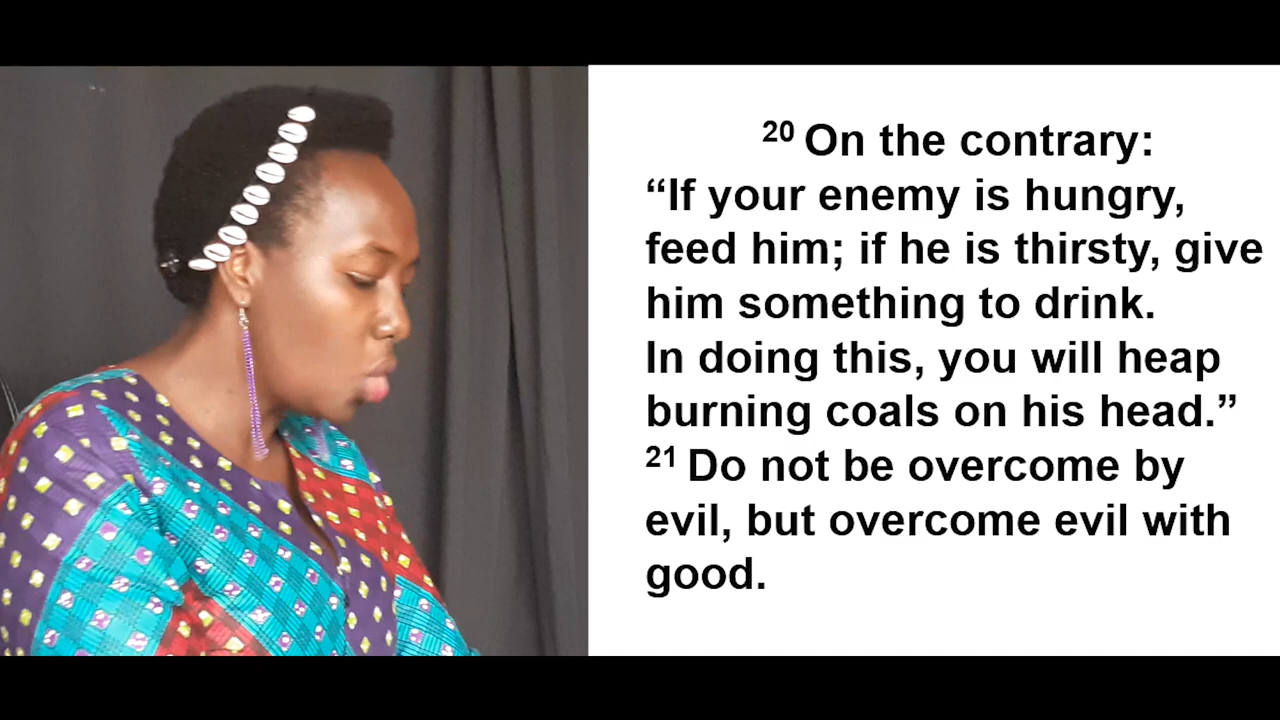 20 On the contrary:
“If your enemy is hungry,
feed him; if he is thirsty, give
him something to drink.
In doing this, you will heap
burning coals on his head.”
21 Do not be overcome by
evil, but overcome evil with
good.